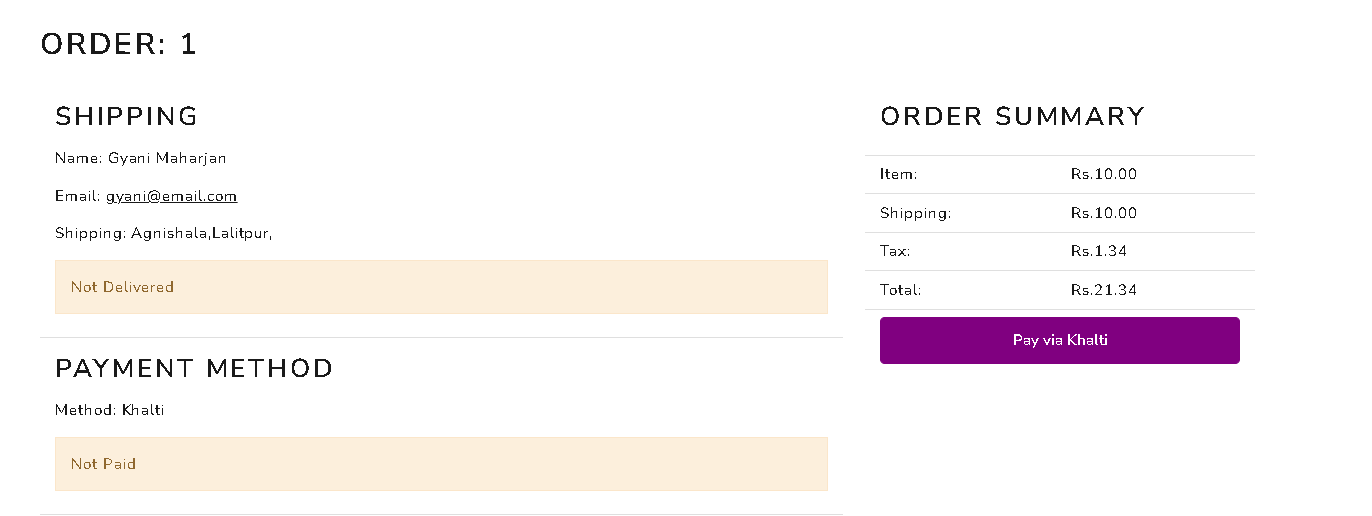 ORDER: 1
SHIPPING
Name: Gyani Maharjan
Email: gyani@email.com
Shipping: Agnishala,Lalitpur,
Not Delivered
PAYMENT METHOD
Method: Khalti
Not Paid
ORDER SUMMARY
Item: Rs.10.00
Shipping: Rs.10.00
Tax: Rs.1.34
Total: Rs.21.34
Pay via Khalti